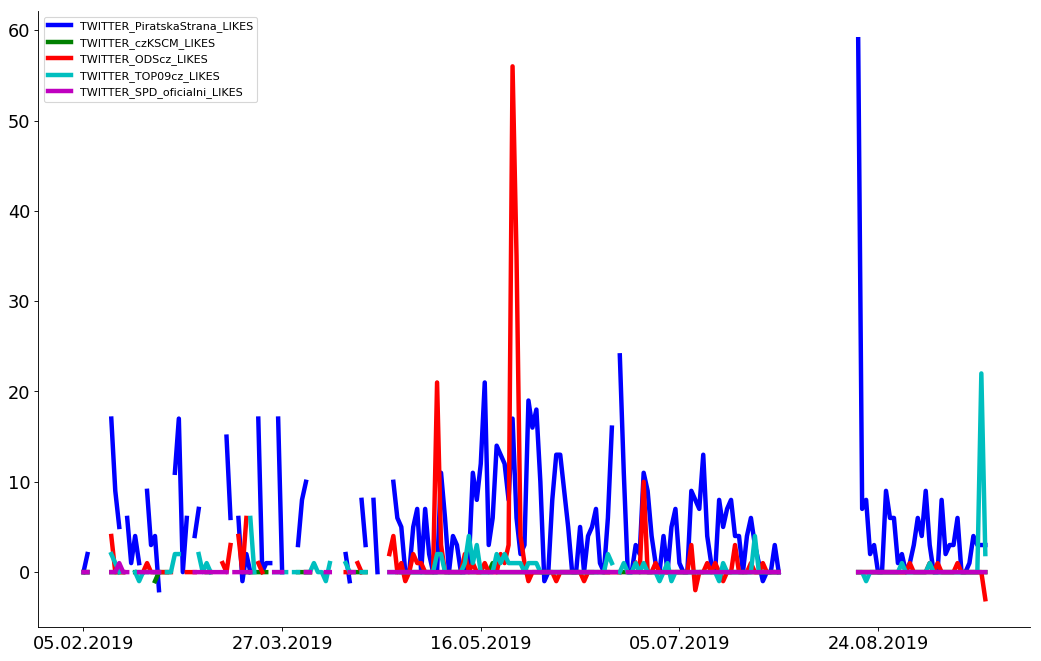 TWITTER_PiratskaStrana_LIKES
TWITTER_czKSCM_LIKES
TWITTER_ODScz_LIKES
TWITTER_TOP09cz_LIKES
TWITTER_SPD_oficialni_LIKES
60
50
40
30
20
10
0
05.02.2019 27.03.2019 16.05.2019 05.07.2019 24.08.2019